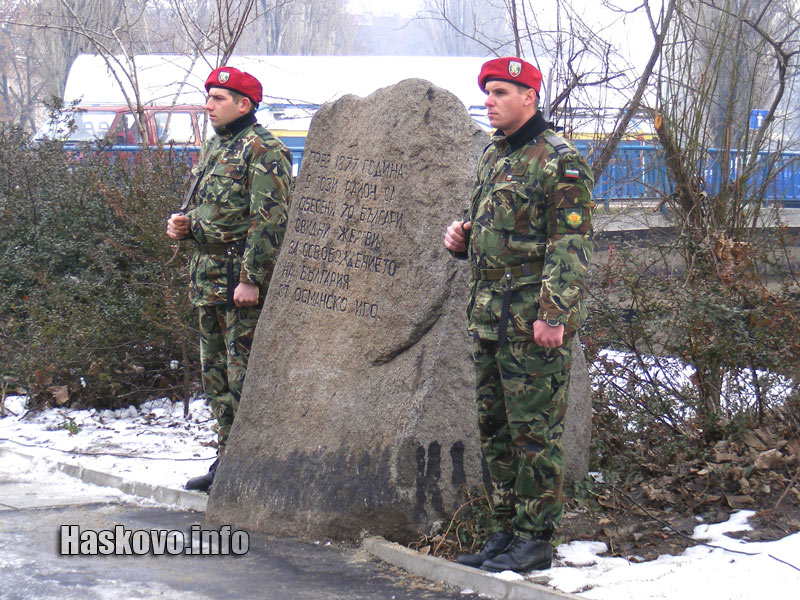 ПРЕЗ 1877 ГОДИНА
В ТОЗИ РАЙОН СА
ОБЕСЕНИ 70 БЪЛГАРИ
СВИДНИ ЖЕРТВИ
ЗА ОСВОБОЖДЕНИЕТО
НА БЪЛГАРИЯ
ОТ ОСМАНСКО ИГО.
Haskovo.info